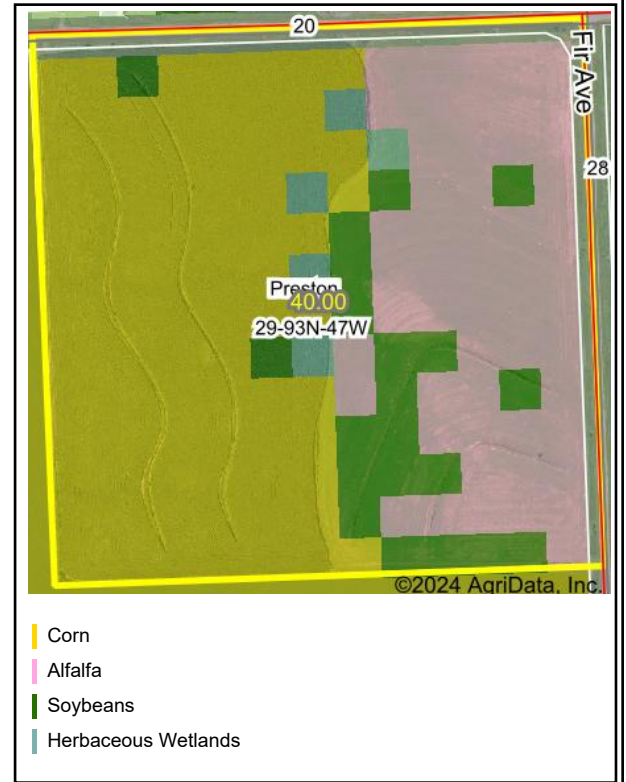 20
Fir Ave
28
Preston
40.00
29-93N-47W
©2024 AgriData, Inc.
Corn
Alfalfa
Soybeans
Herbaceous Wetlands